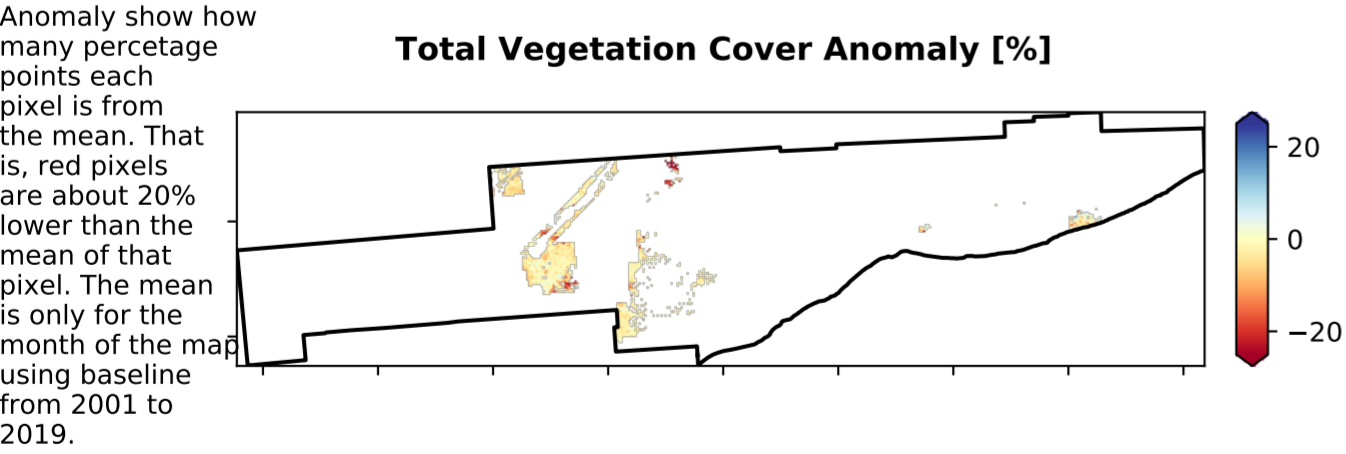 Anomaly show how
many percetage
points each
pixel is from
the mean. That
is, red pixels
are about 20%
lower than the
mean of that
pixel. The mean
is only for the
month of the map
using baseline
from 2001 to
2019.
Total Vegetation Cover Anomaly [%]
20
0
−20